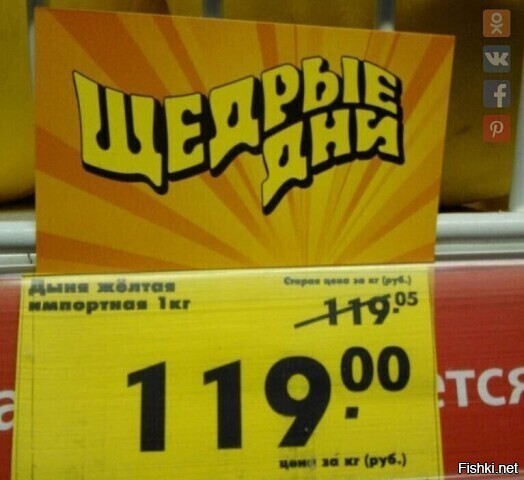 ЩЕДРЫЕ
ДНИ
Дыня жёлтая
импортная 1кг
Старая цена за кг (руб.)
119.05
119.00
цена за кг (руб.)
ется
Fishki.net